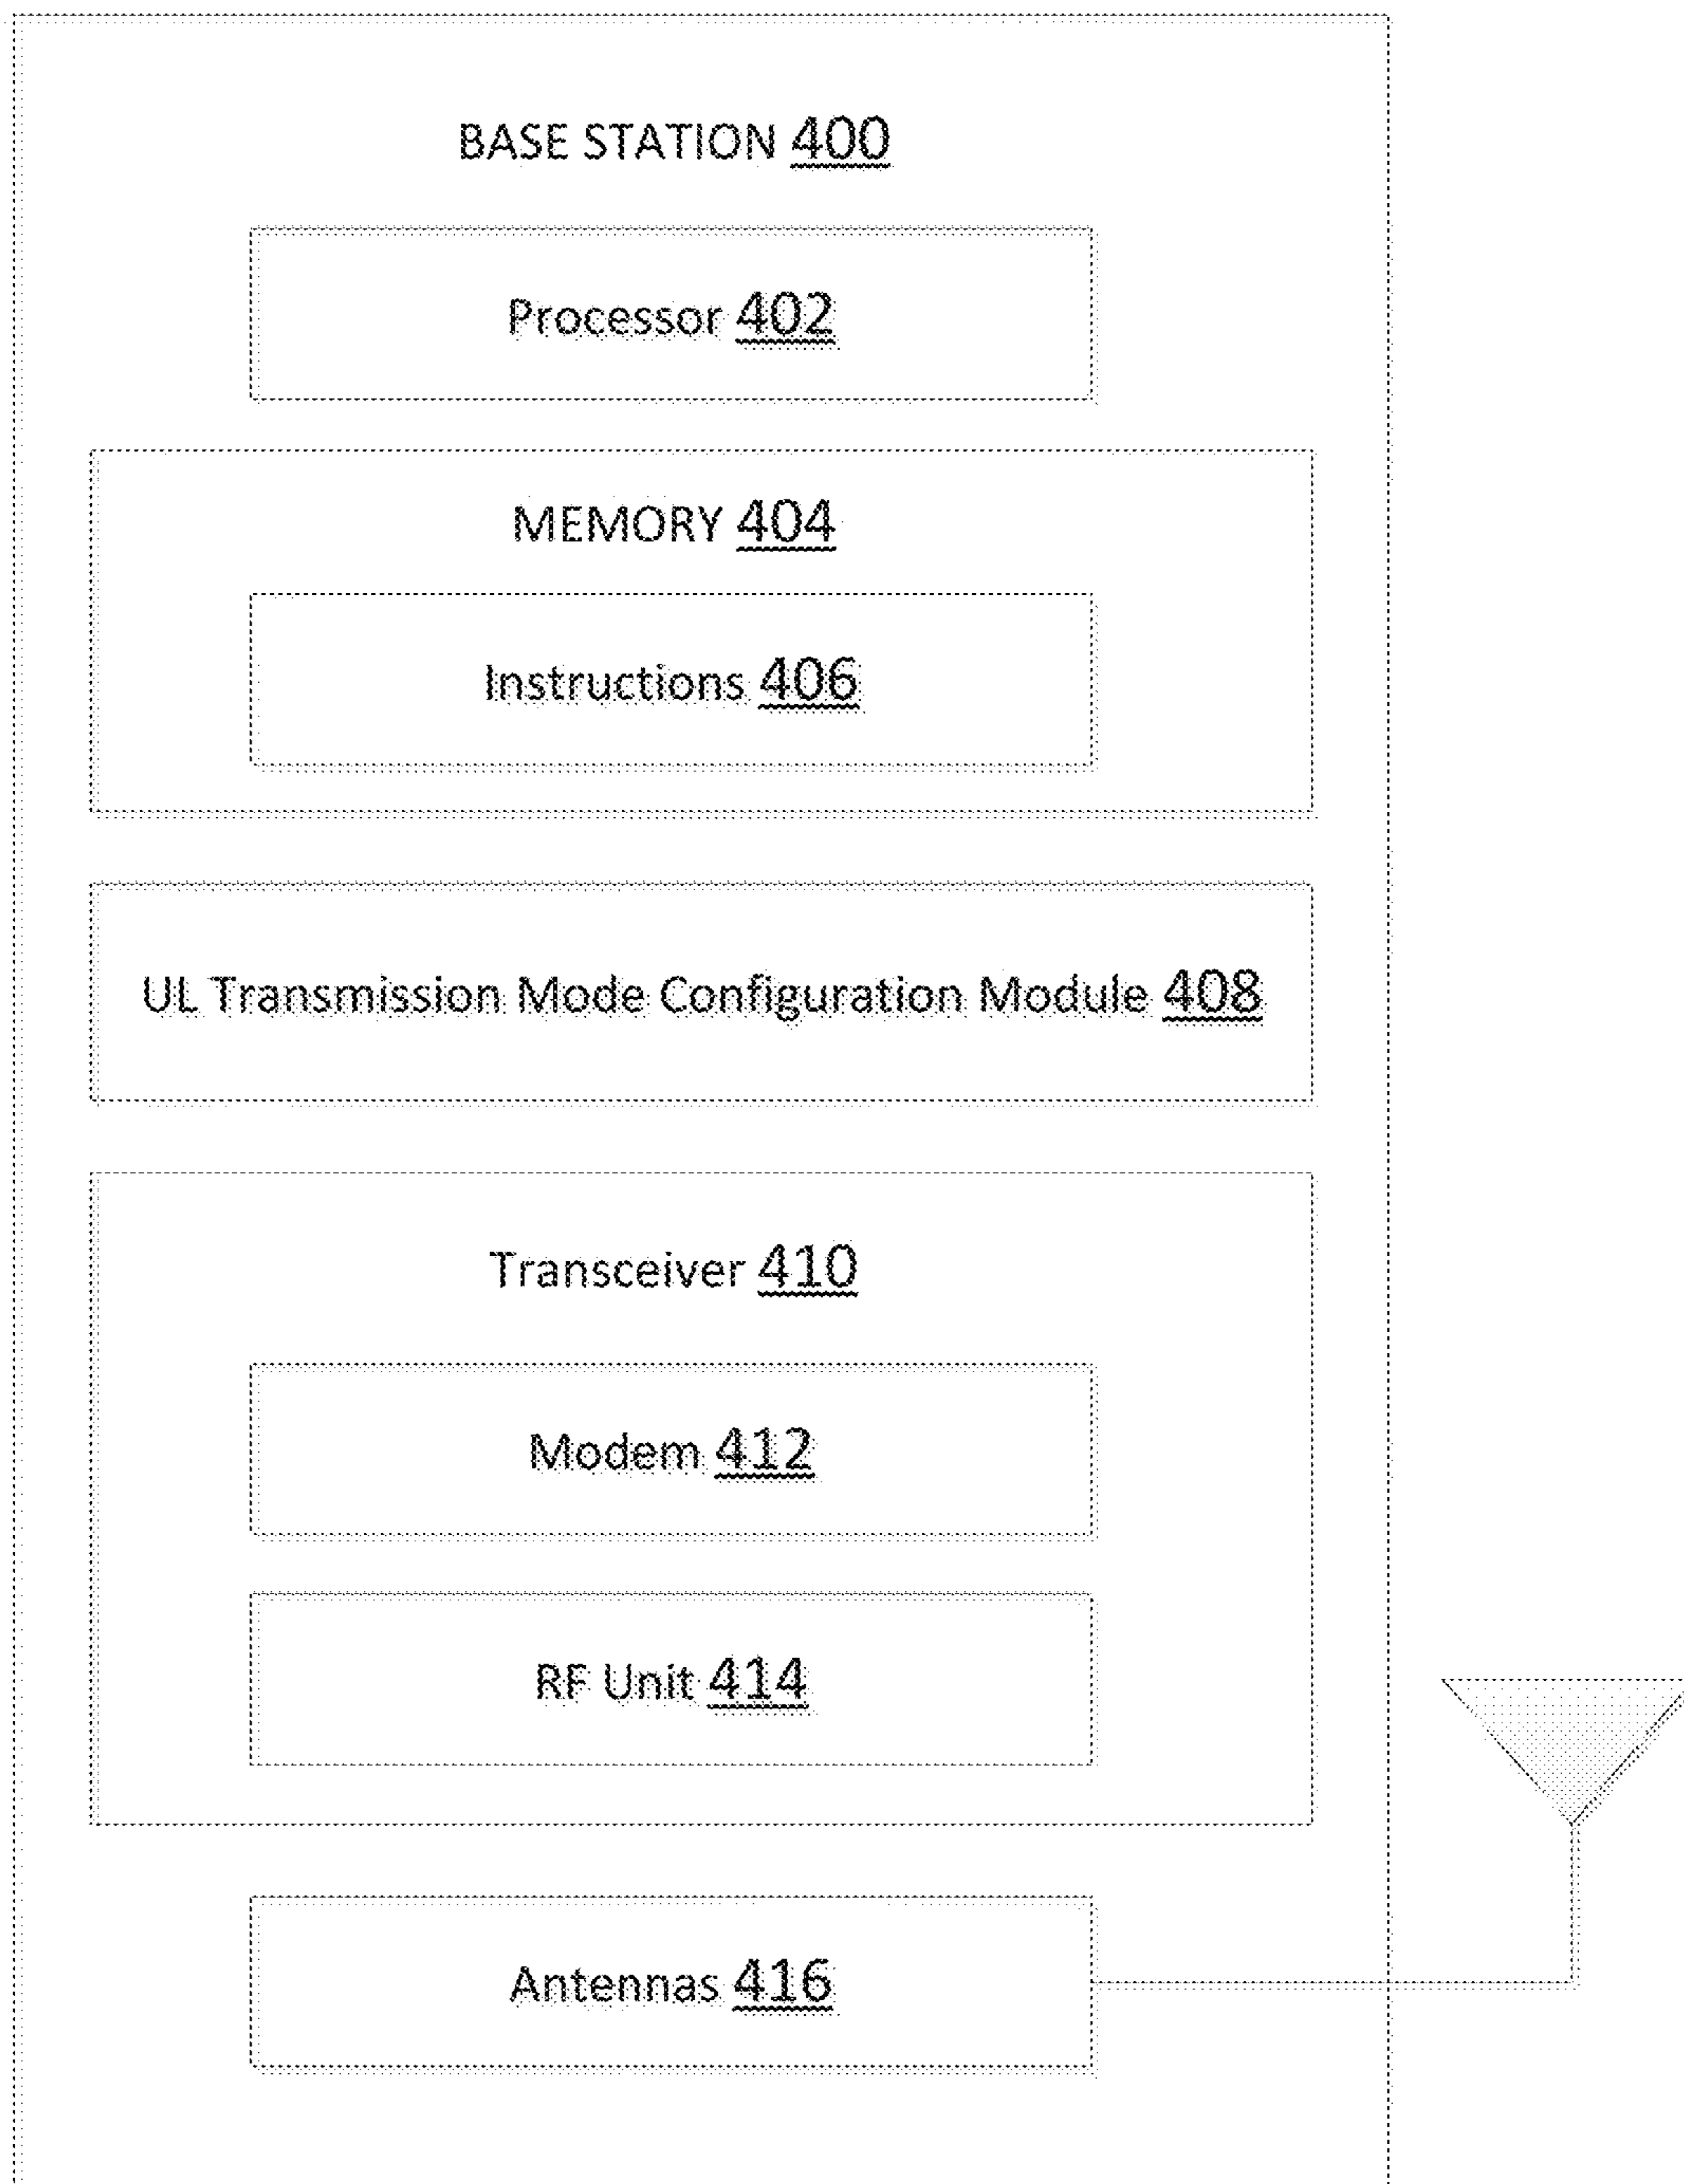 BASE STATION 400
Processor 402
MEMORY 404
Instructions 406
UL Transmission Mode Configuration Module 408
Transceiver 410
Modem 412
RF Unit 414
Antennas 416